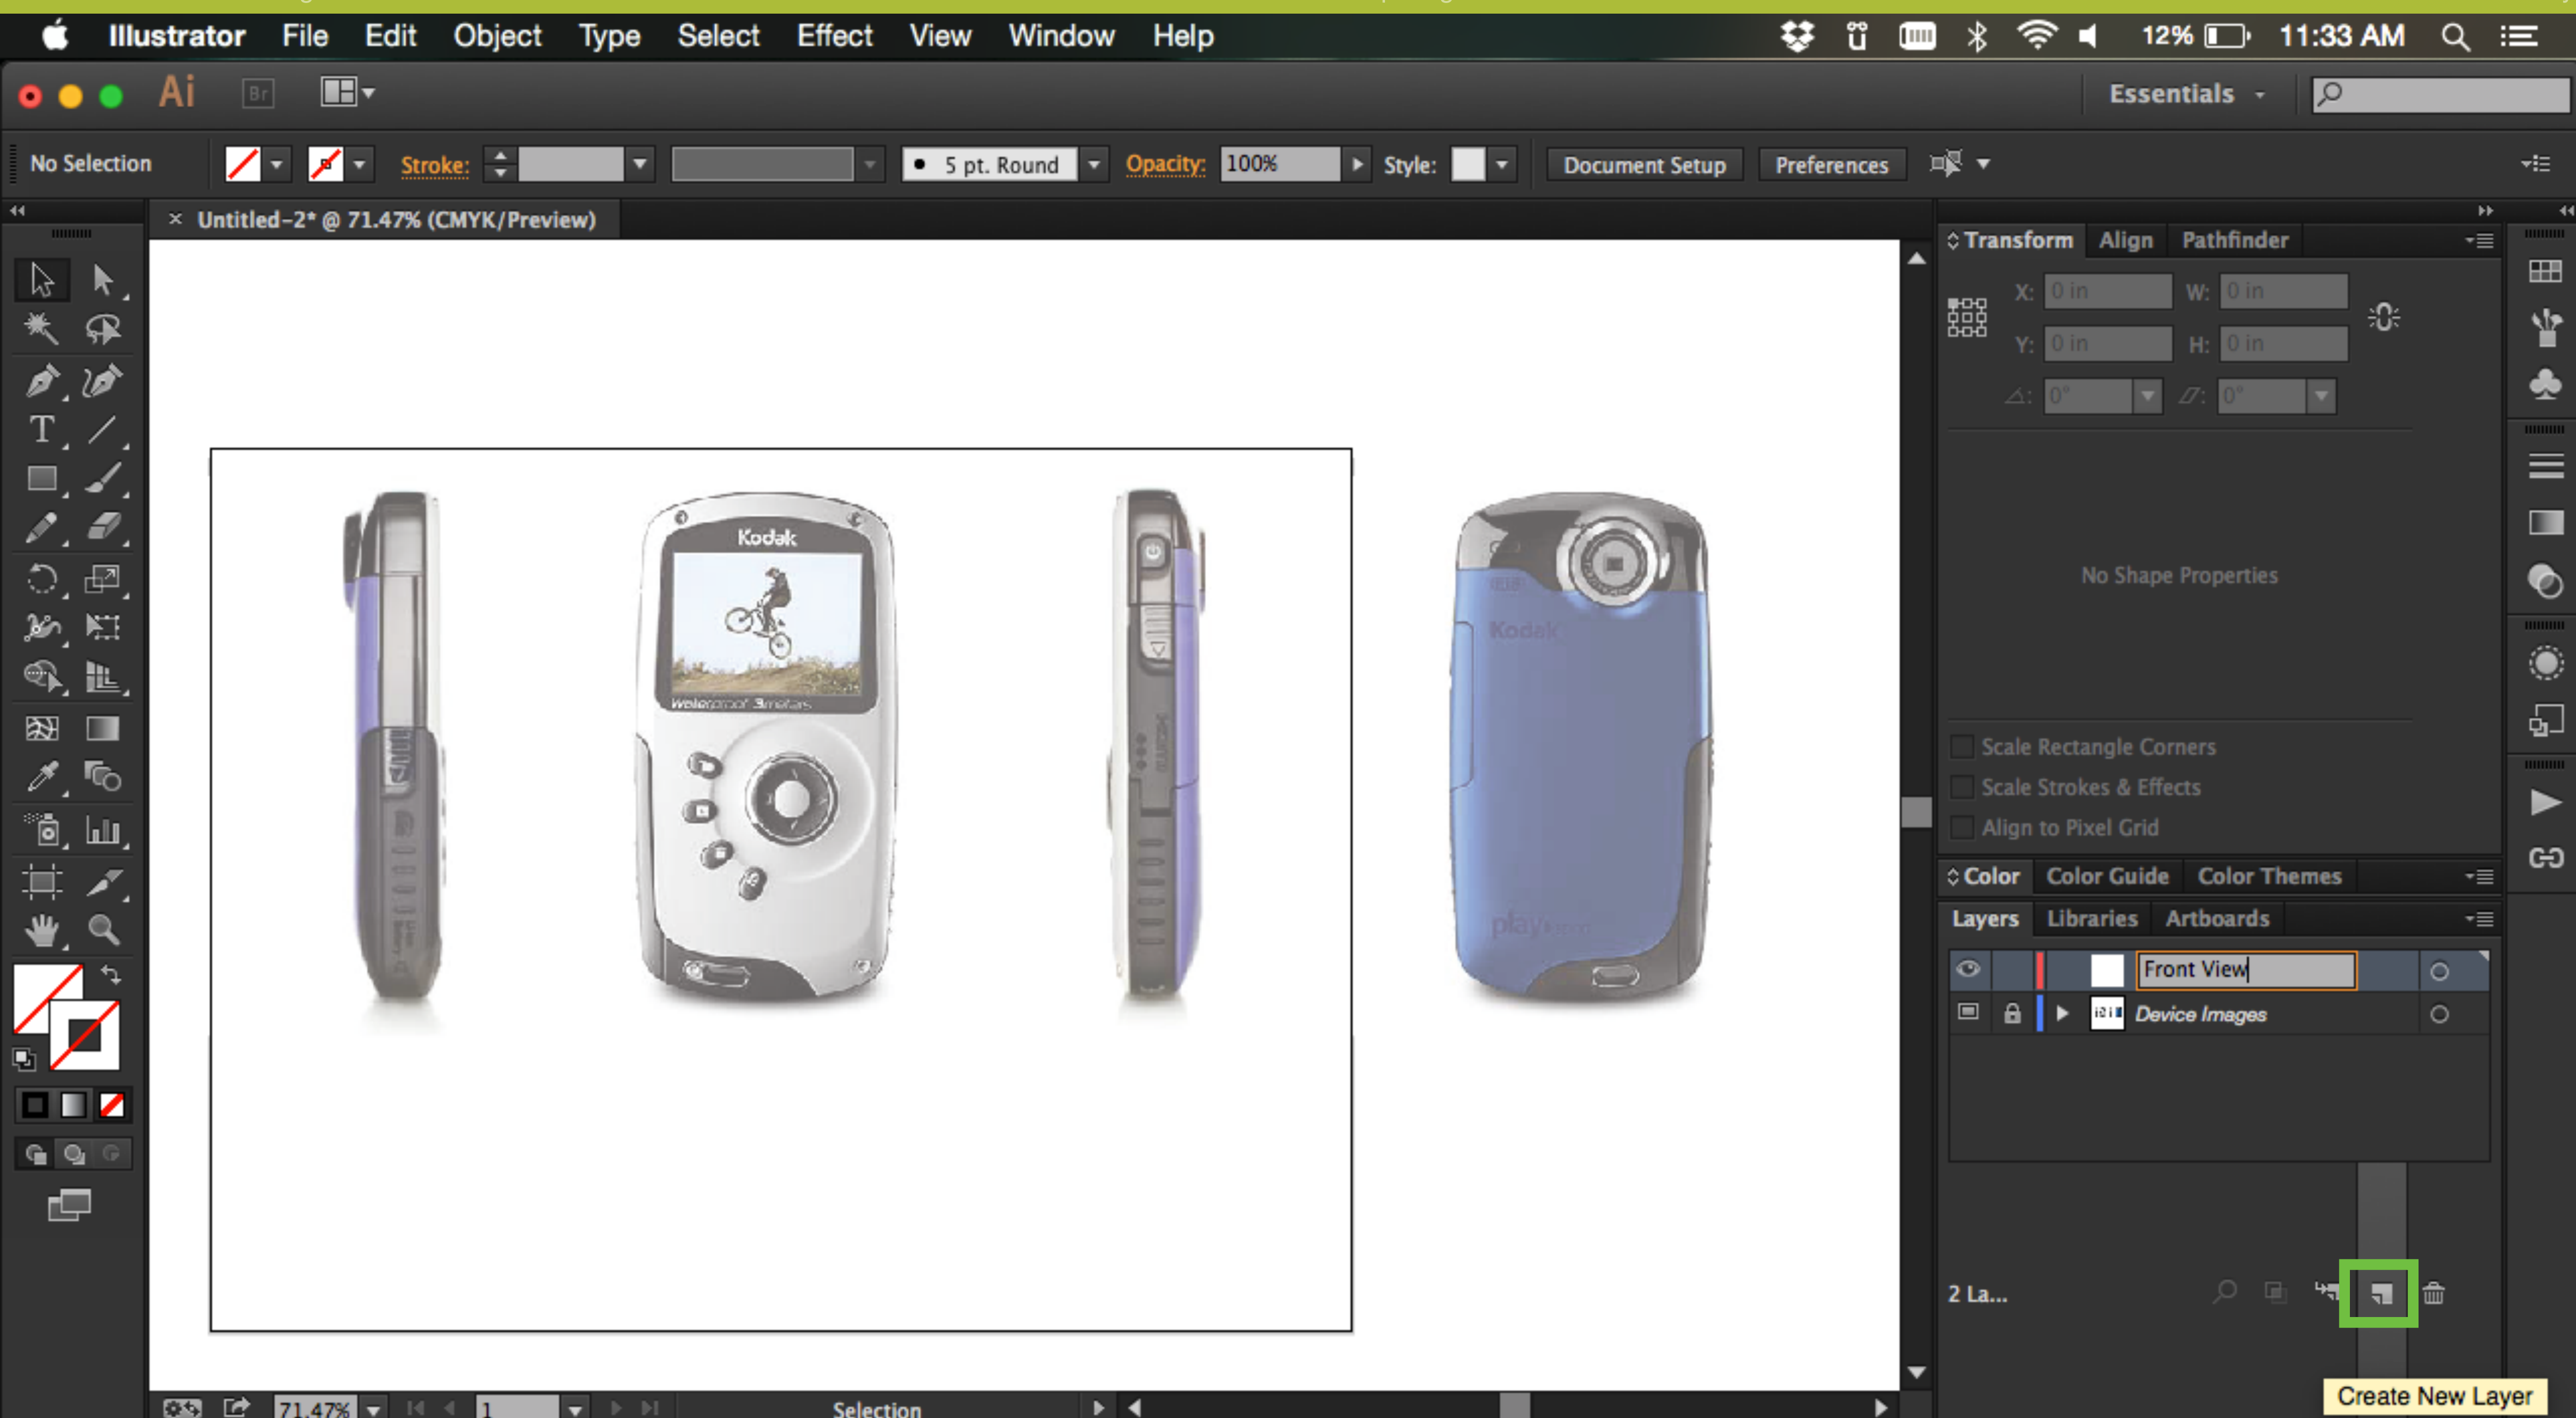 Illustrator File Edit Object Type Select Effect View Window Help 12% 11:33 AM
Ai Br Essentials
No Selection Stroke: 5 pt. Round Opacity: 100% Style: Document Setup Preferences
× Untitled-2* @ 71.47% (CMYK/Preview)
Transform Align Pathfinder
X: 0 in W: 0 in
Y: 0 in H: 0 in
0° 0°
No Shape Properties
Scale Rectangle Corners
Scale Strokes & Effects
Align to Pixel Grid
Kodak
Waterproof 3meters
Kodak
play
Color Color Guide Color Themes
Layers Libraries Artboards
Front View
Device Images
2 La...
Create New Layer
71.47% 1 Selection